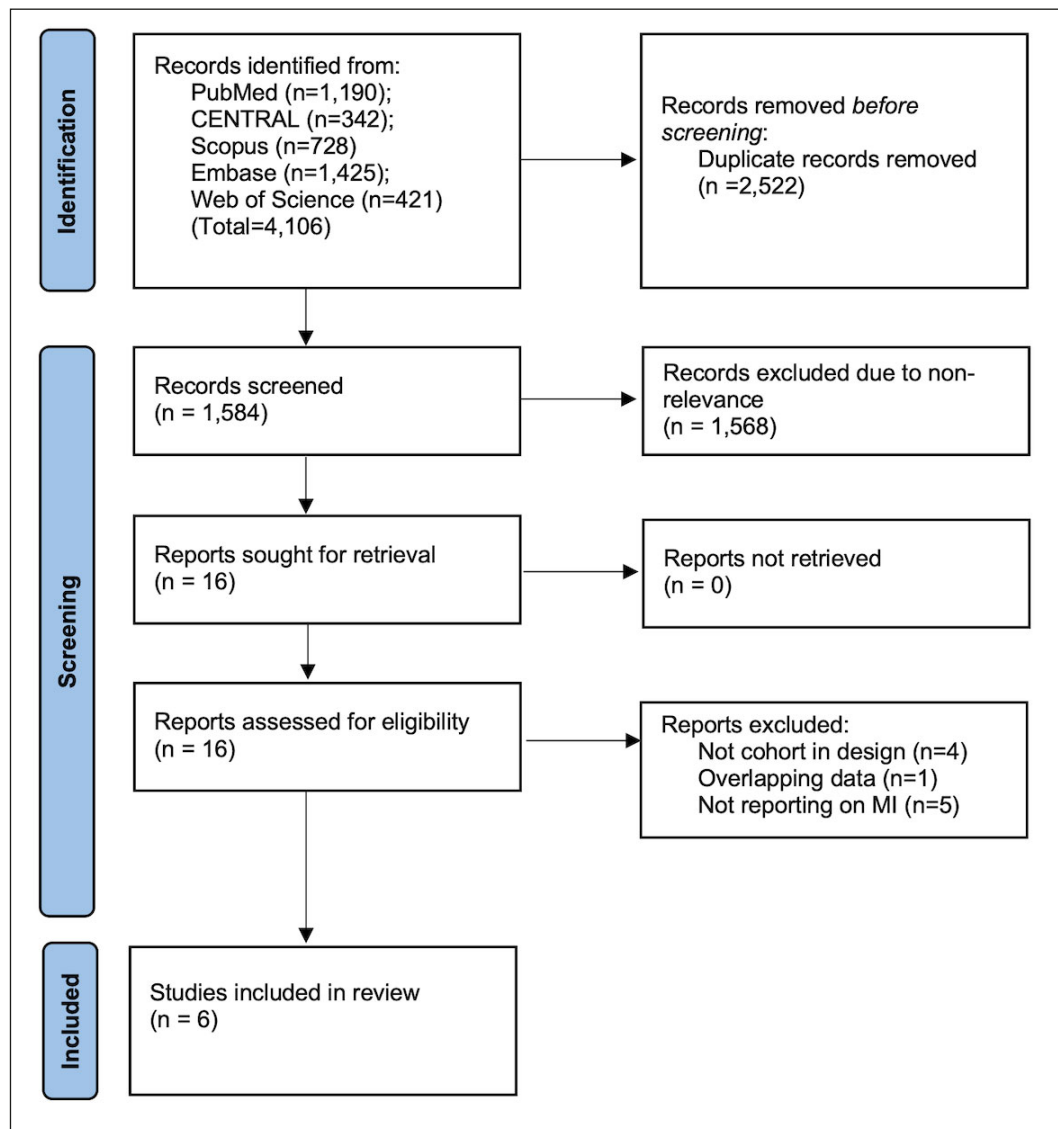 Identification
Records identified from:
PubMed (n=1,190);
CENTRAL (n=342);
Scopus (n=728)
Embase (n=1,425);
Web of Science (n=421)
(Total=4,106)
Records removed before
screening:
Duplicate records removed
(n =2,522)
Screening
Records screened
(n = 1,584)
Records excluded due to non-
relevance
(n = 1,568)
Reports sought for retrieval
(n = 16)
Reports not retrieved
(n = 0)
Reports assessed for eligibility
(n = 16)
Reports excluded:
Not cohort in design (n=4)
Overlapping data (n=1)
Not reporting on MI (n=5)
Included
Studies included in review
(n = 6)